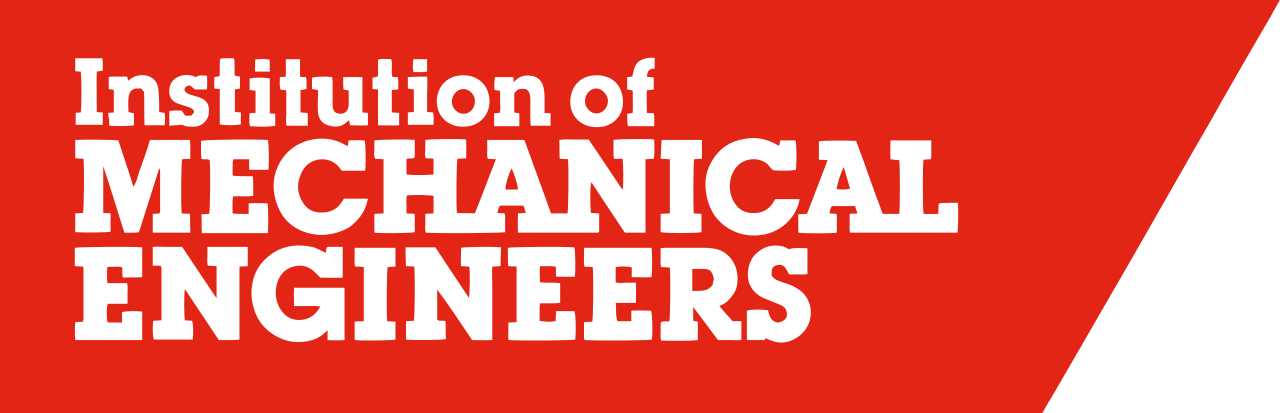 Institution of
MECHANICAL
ENGINEERS